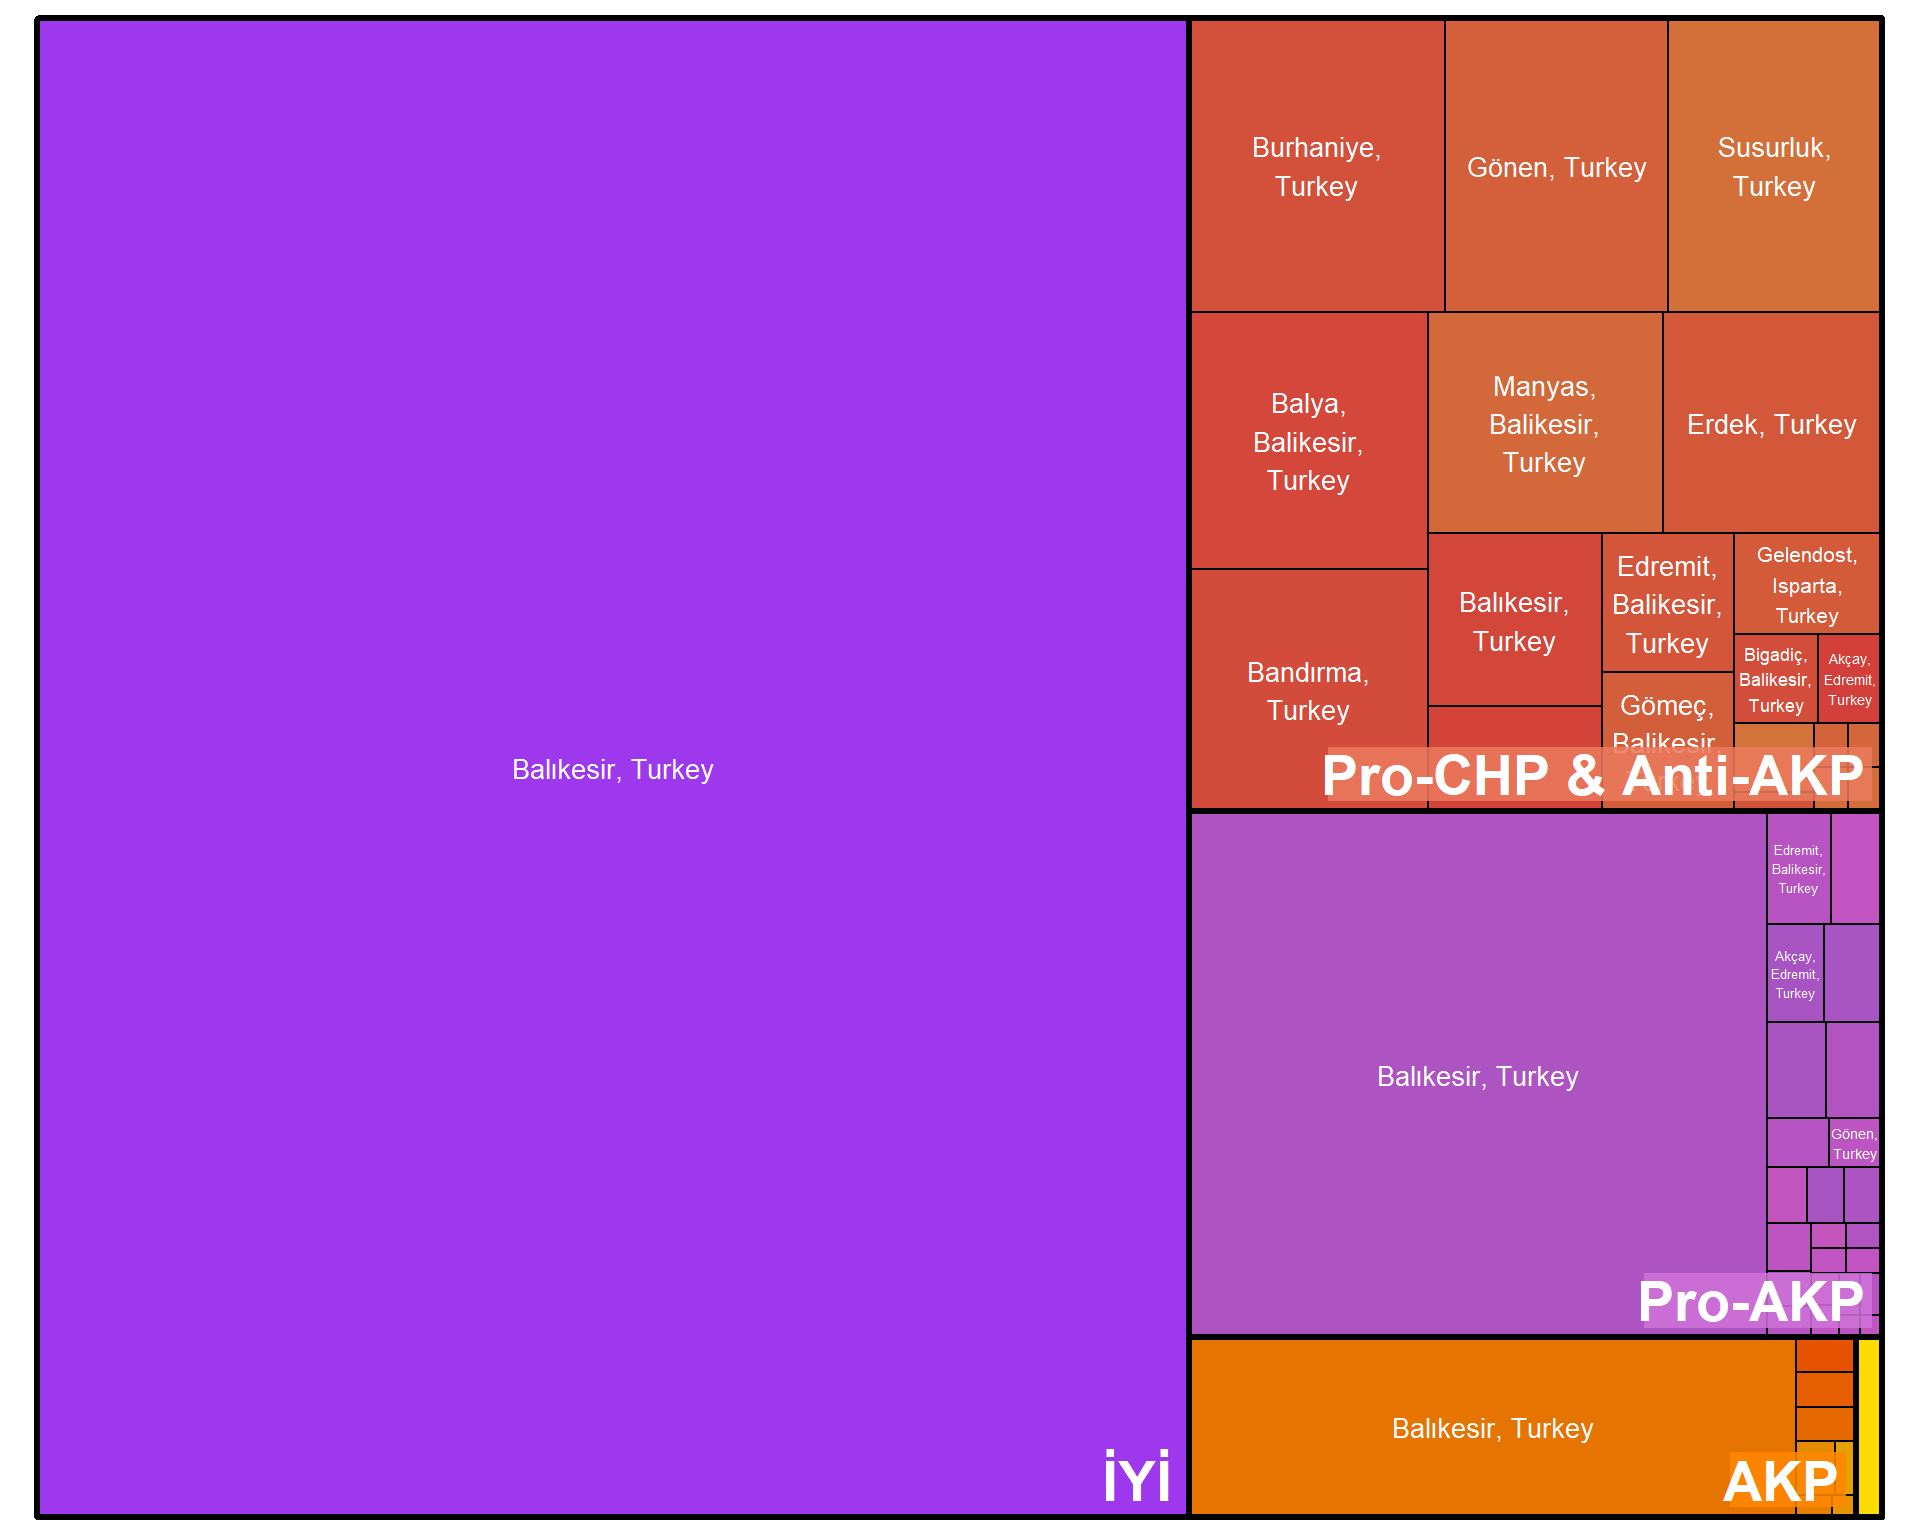 Balıkesir, Turkey
İYİ
Burhaniye,
Turkey
Gönen, Turkey
Susurluk,
Turkey
Balya,
Balikesir,
Turkey
Manyas,
Balikesir,
Turkey
Erdek, Turkey
Bandırma,
Turkey
Balıkesir,
Turkey
Edremit,
Balikesir,
Turkey
Gelendost,
Isparta,
Turkey
Bigadiç,
Balikesir,
Turkey
Akçay,
Edremit,
Turkey
Gömeç,
Balikesir,
Turkey
Pro-CHP & Anti-AKP
Balıkesir, Turkey
Edremit,
Balikesir,
Turkey
Akçay,
Edremit,
Turkey
Gönen,
Turkey
Pro-AKP
Balıkesir, Turkey
AKP